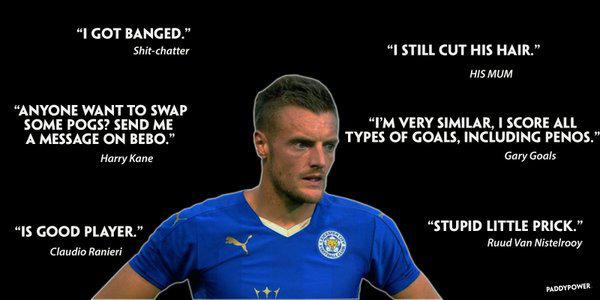 “I GOT BANGED.”
Shit-chatter
“ANYONE WANT TO SWAP
SOME POGS? SEND ME
A MESSAGE ON BEBO.”
Harry Kane
“IS GOOD PLAYER.”
Claudio Ranieri
“I STILL CUT HIS HAIR.”
HIS MUM
“I’M VERY SIMILAR, I SCORE ALL
TYPES OF GOALS, INCLUDING PENOS.”
Gary Goals
“STUPID LITTLE PRICK.”
Ruud Van Nistelrooy
PADDYPOWER